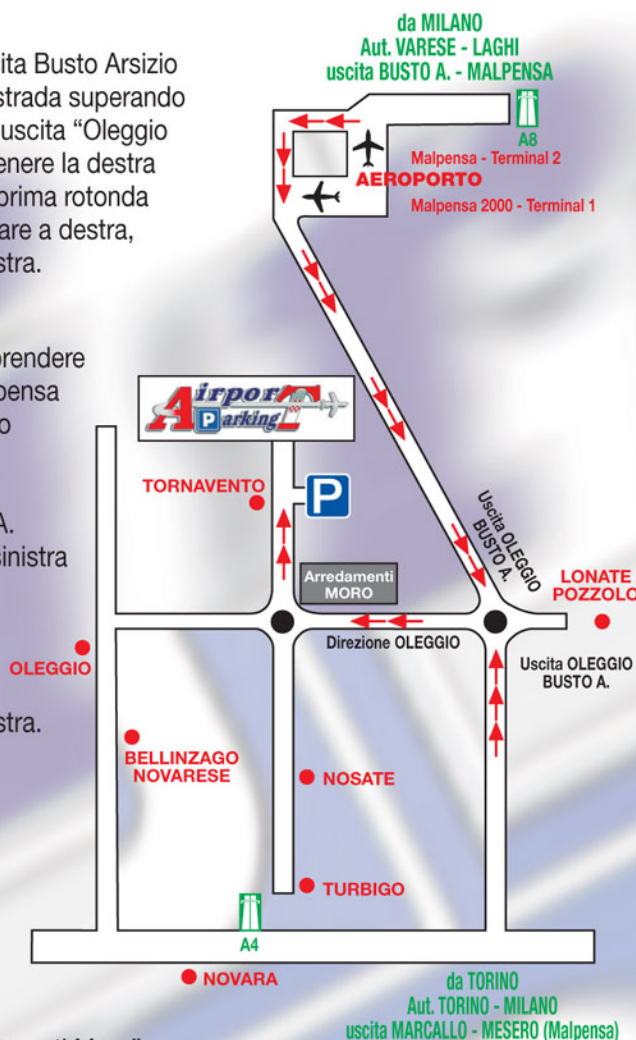 ita Busto Arsizio
strada superando
uscita “Oleggio
enere la destra
prima rotonda
are a destra,
stra.
prendere
pensa
o
A.
sinistra
stra.
da MILANO
Aut. VARESE - LAGHI
uscita BUSTO A. - MALPENSA
A8
Malpensa - Terminal 2
AEROPORTO
Malpensa 2000 - Terminal 1
Airport
P arking
TORNAVENTO
P
Uscita OLEGGIO
BUSTO A.
Arredamenti
MORO
LONATE
POZZOLO
Direzione OLEGGIO
Uscita OLEGGIO
BUSTO A.
OLEGGIO
BELLINZAGO
NOVARESE
NOSATE
TURBIGO
A4
NOVARA
da TORINO
Aut. TORINO - MILANO
uscita MARCALLO - MESERO (Malpensa)